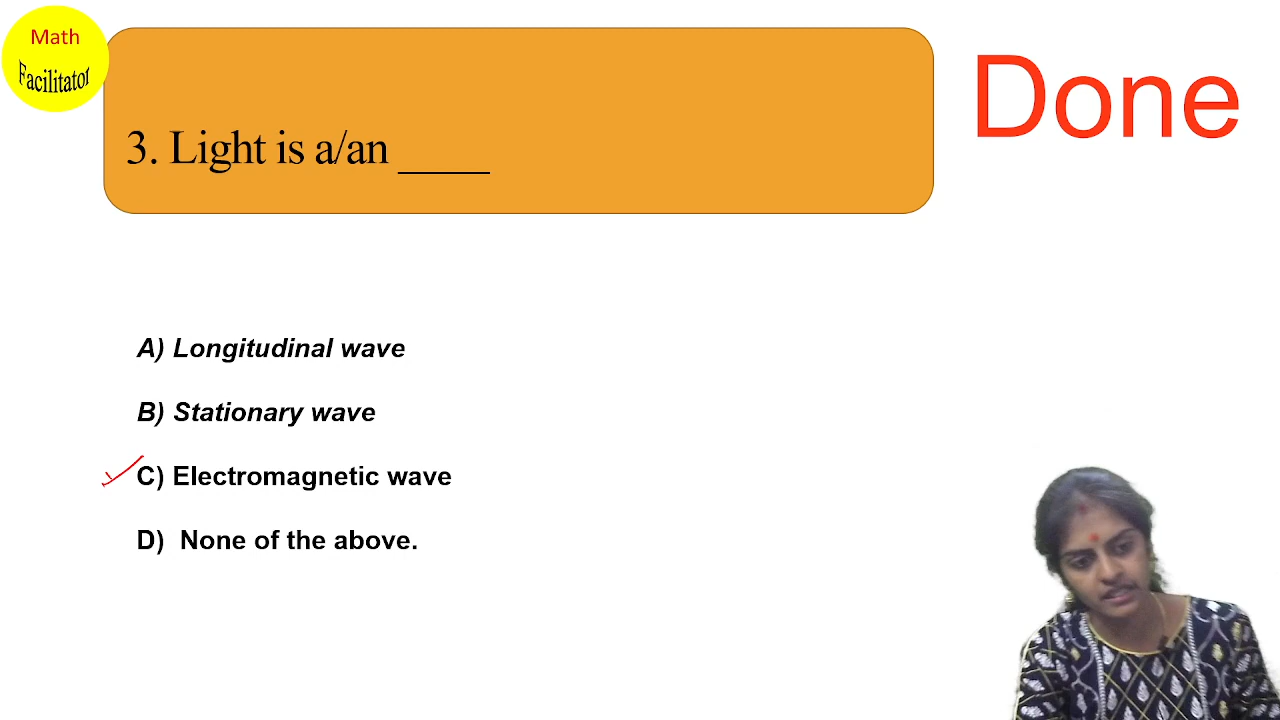 Math
Facilitator
3. Light is a/an ____
Done
A) Longitudinal wave
B) Stationary wave
C) Electromagnetic wave
D) None of the above.